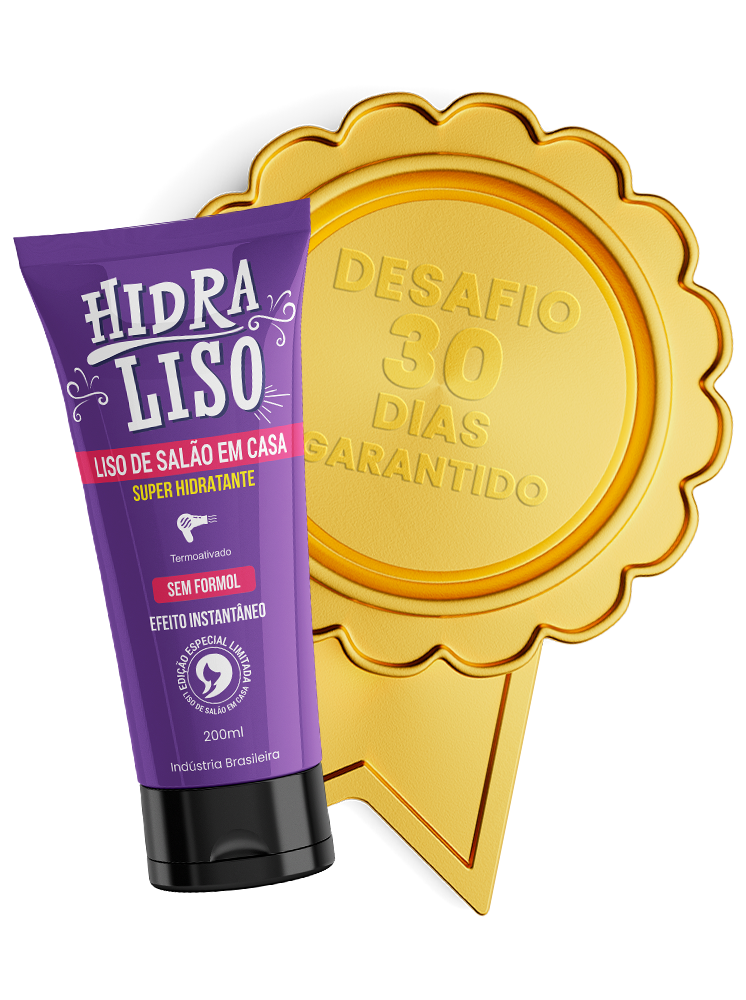 HIDRA
LISO
LISO DE SALÃO EM CASA
SUPER HIDRATANTE
Termoativado
SEM FORMOL
EFEITO INSTANTÂNEO
EDIÇÃO ESPECIAL LIMITADA
LISO DE SALÃO EM CASA
200ml
Indústria Brasileira
DESAFIO
30
DIAS
GARANTIDO